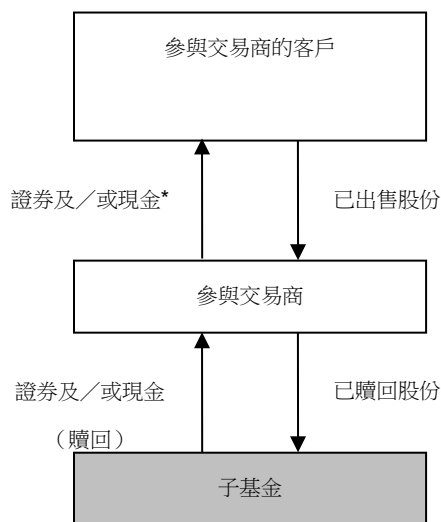 參與交易商的客戶
證券及／或現金*
已出售股份
參與交易商
證券及／或現金
（贖回）
已贖回股份
子基金